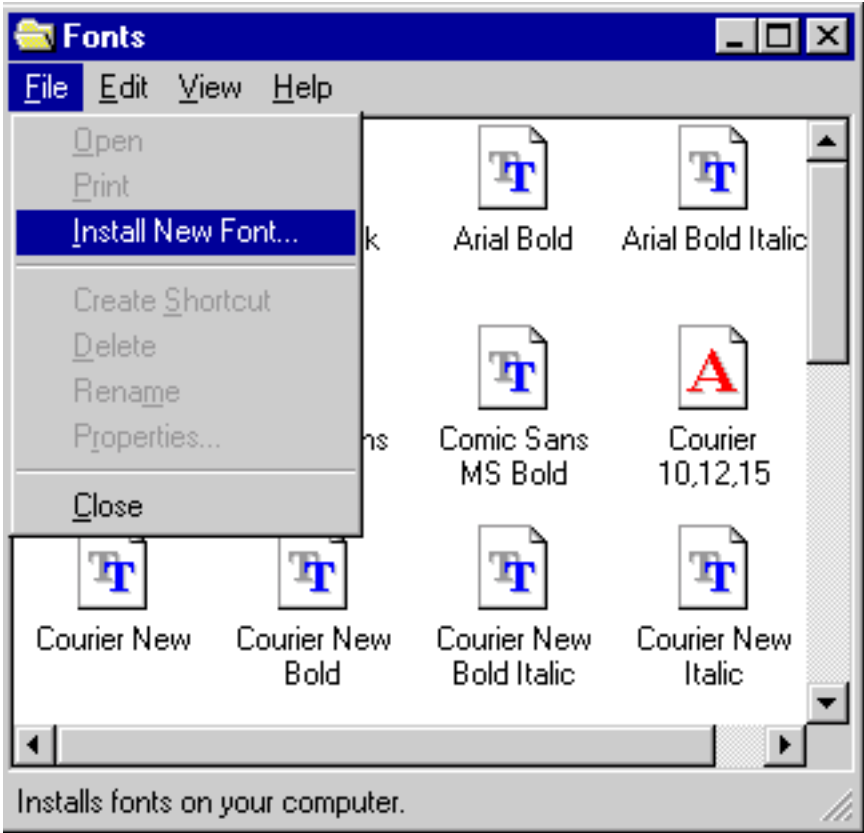 Fonts
File Edit View Help
Open
Print
Install New Font...
Create Shortcut
Delete
Rename
Properties...
Close
k
Arial Bold
Arial Bold Italic
ns
Comic Sans
MS Bold
Courier
10,12,15
Courier New
Courier New
Bold
Courier New
Bold Italic
Courier New
Italic
Installs fonts on your computer.